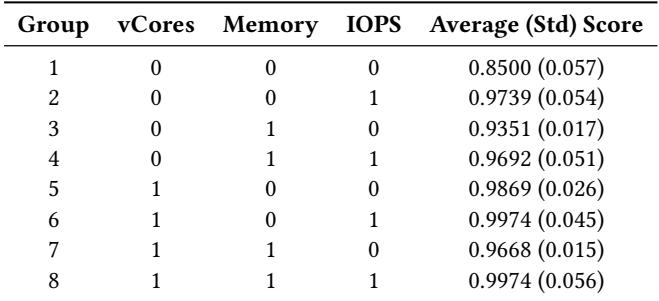 Group vCores Memory IOPS Average (Std) Score
1 0 0 0 0.8500 (0.057)
2 0 0 1 0.9739 (0.054)
3 0 1 0 0.9351 (0.017)
4 0 1 1 0.9692 (0.051)
5 1 0 0 0.9869 (0.026)
6 1 0 1 0.9974 (0.045)
7 1 1 0 0.9668 (0.015)
8 1 1 1 0.9974 (0.056)